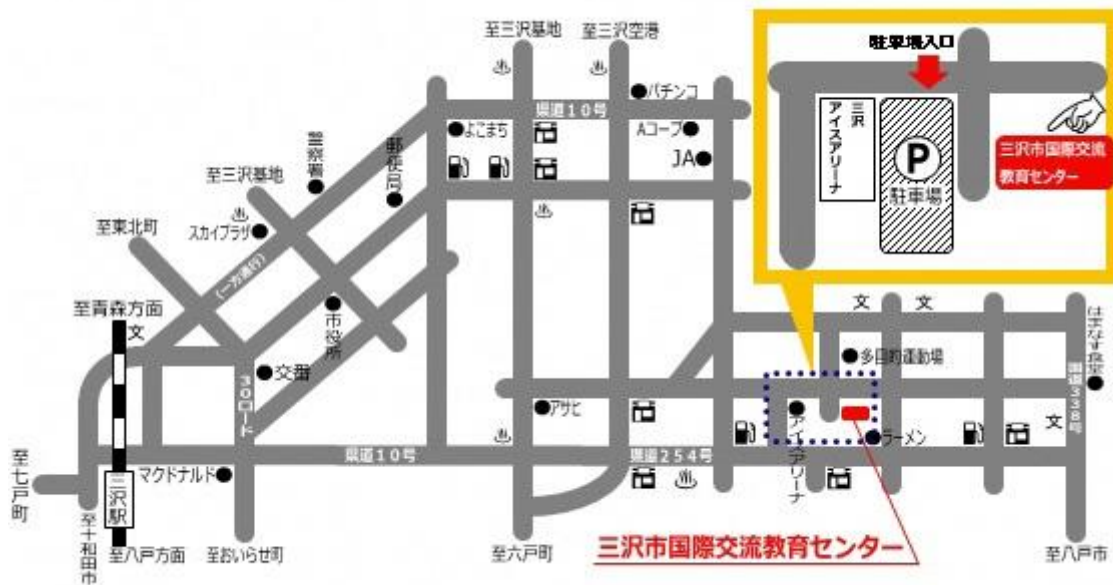 至三沢基地
至三沢空港
駐車場入口
パチンコ
県道10号
よこまち
Aコープ
JA
警察署
郵便局
至三沢基地
スカイプラザ
至東北町
(一方通行)
三沢
アイスアリーナ
P
駐車場
三沢市国際交流
教育センター
至青森方面
文
市役所
交番
30ロード
文
文
はまなす食堂
多目的運動場
国道338号
アサヒ
アイスアリーナ
文
ラーメン
県道10号
県道254号
至七戸町
マクドナルド
三沢駅
至十和田市
至八戸方面
至おいらせ町
至六戸町
三沢市国際交流教育センター
至八戸市